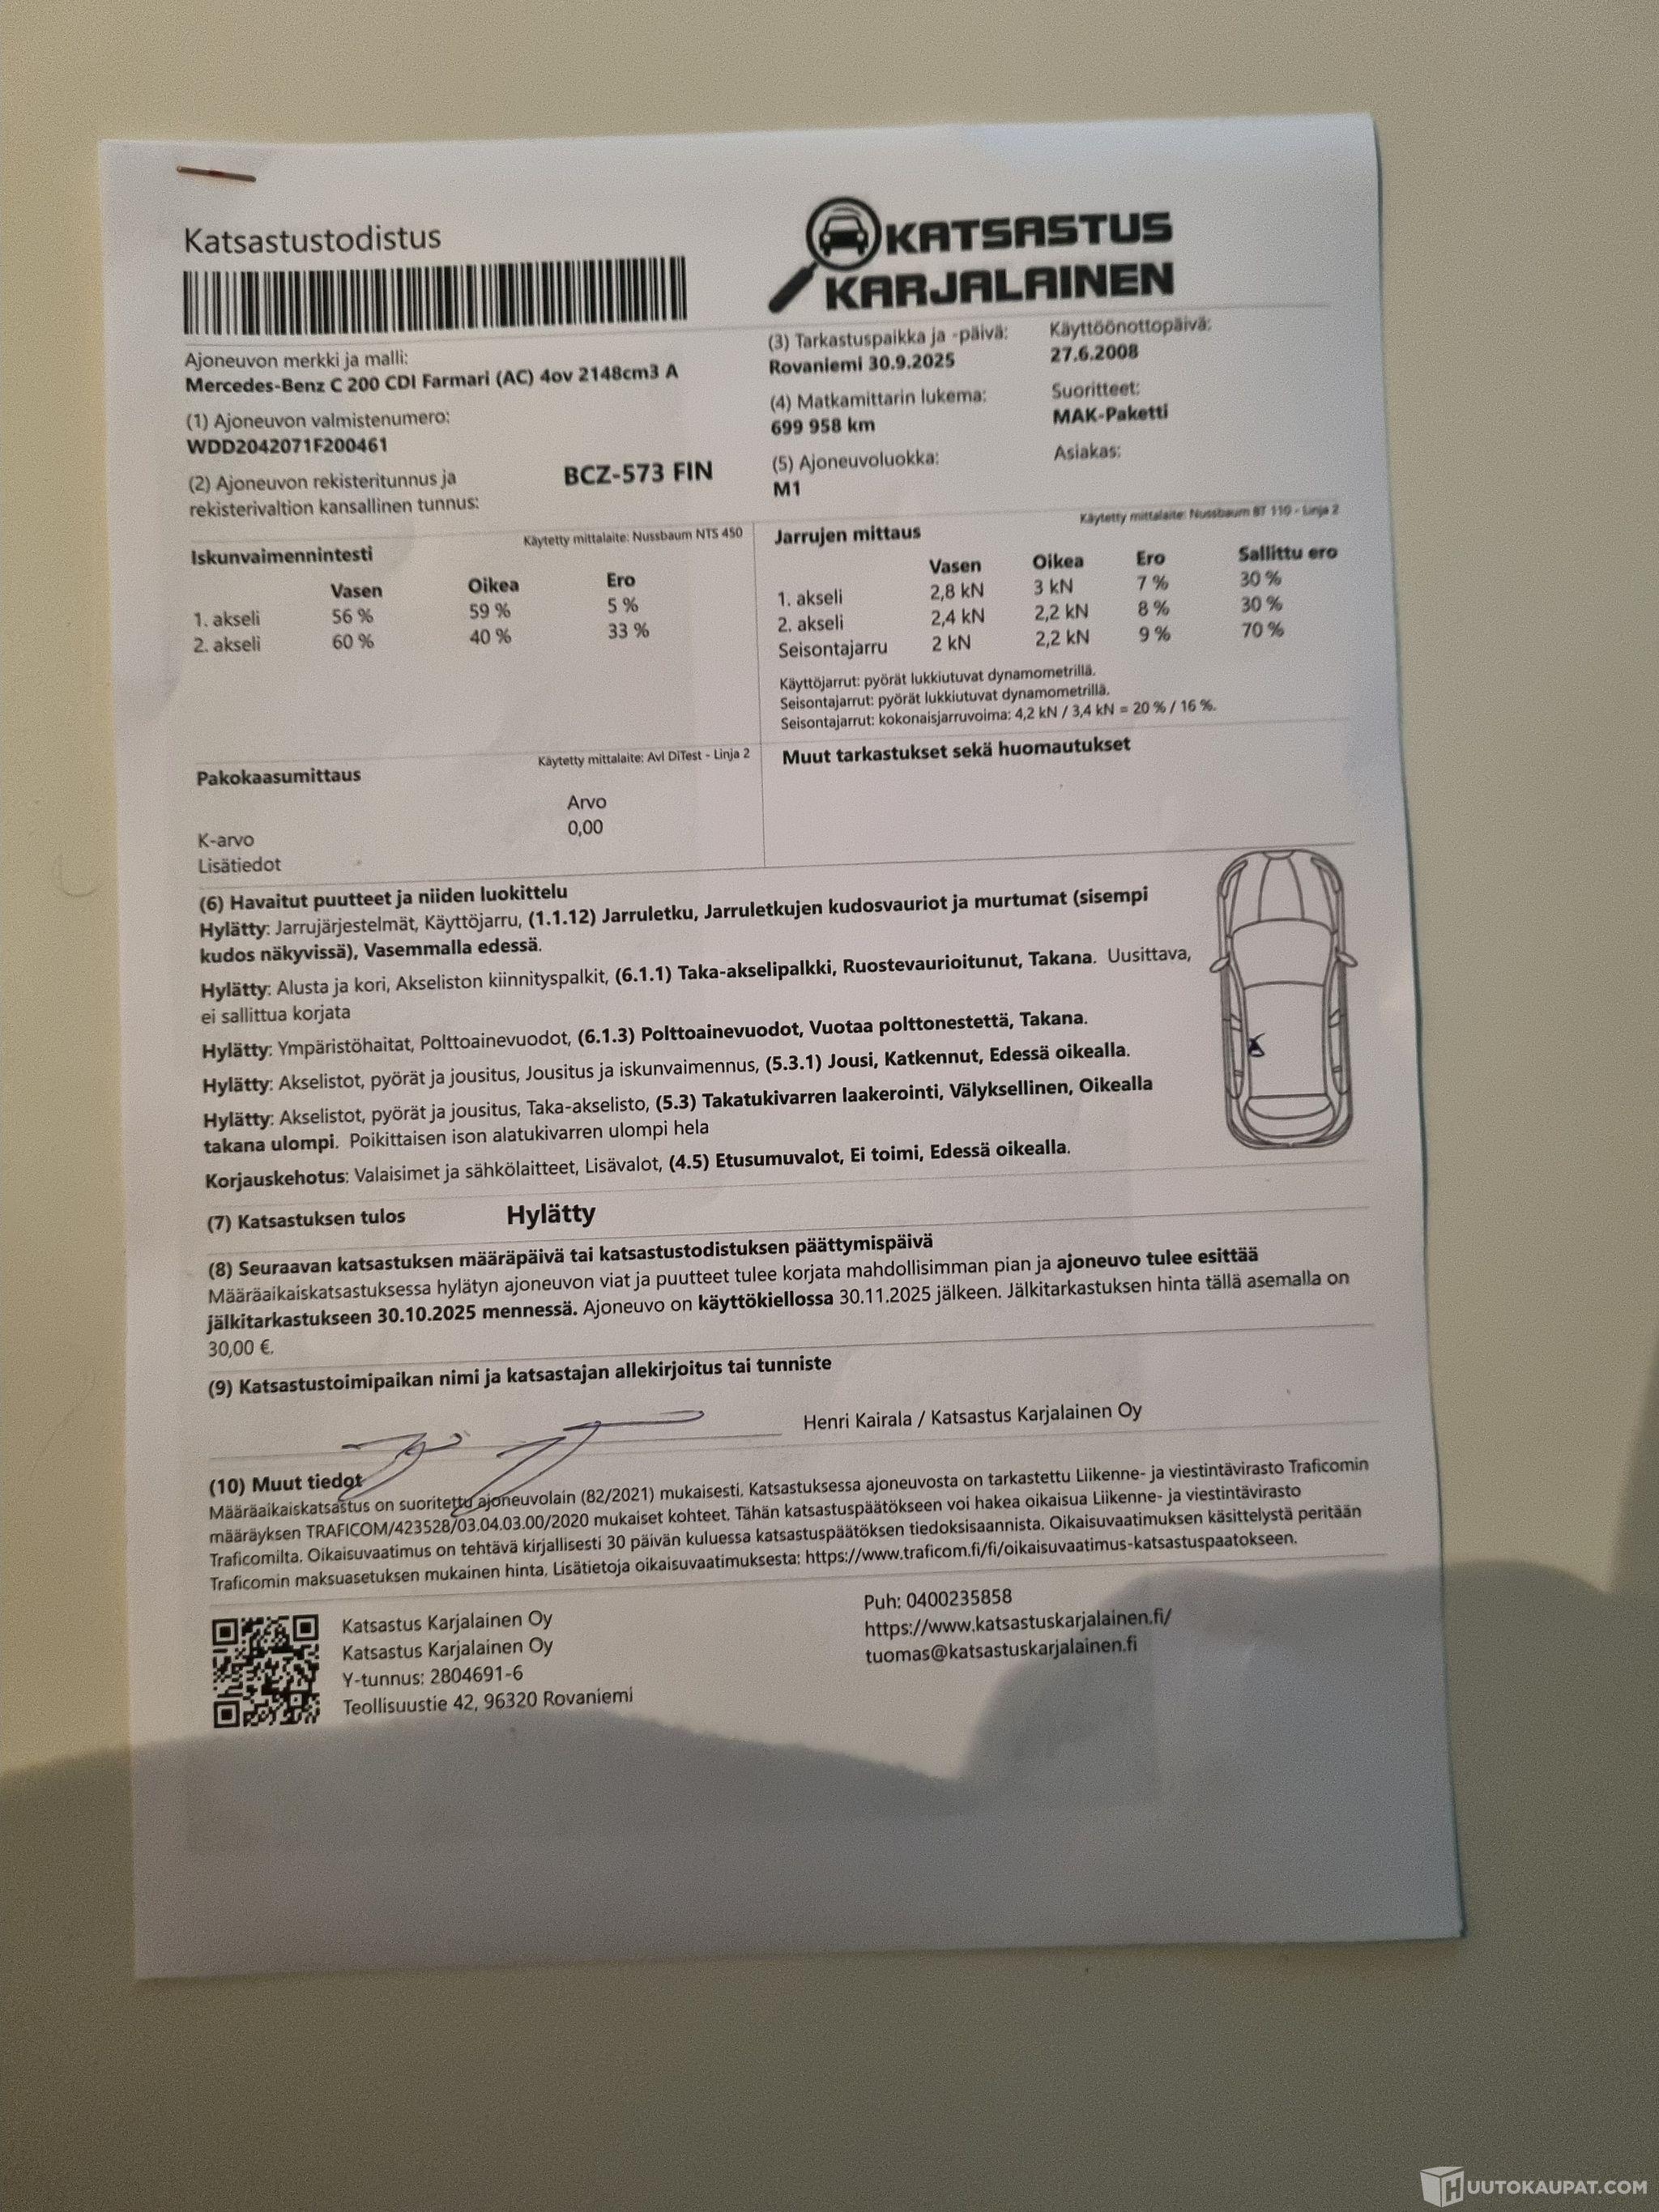 Katsastustodistus
KATSASTUS
KARJALAINEN
Ajoneuvon merkki ja malli:
Mercedes-Benz C 200 CDI Farmari (AC) 4ov 2148cm3 A
(1) Ajoneuvon valmistenumero:
WDD2042071F200461
(2) Ajoneuvon rekisteritunnus ja
rekisterivaltion kansallinen tunnus:
BCZ-573 FIN
(3) Tarkastuspaikka ja -päivä:
Rovaniemi 30.9.2025
(4) Matkamittarin lukema:
699 958 km
(5) Ajoneuvoluokka:
M1
Käyttöönottopäivä:
27.6.2008
Suoritteet:
MAK-Paketti
Asiakas:
Iskunvaimennintesti
Käytetty mittalaite: Nussbaum NTS 450
Vasen Oikea Ero
1. akseli 56 % 59 % 5 %
2. akseli 60 % 40 % 33 %
Jarrujen mittaus
Käytetty mittalaite: Nussbaum BT 110 - Linja 2
Vasen Oikea Ero Sallittu ero
1. akseli 2,8 kN 3 kN 7 % 30 %
2. akseli 2,4 kN 2,2 kN 8 % 30 %
Seisontajarru 2 kN 2,2 kN 9 % 70 %
Käyttöjarrut: pyörät lukkiutuvat dynamometrillä.
Seisontajarrut: pyörät lukkiutuvat dynamometrillä.
Seisontajarrut: kokonaisjarruvoima: 4,2 kN / 3,4 kN = 20 % / 16 %.
Pakokaasumittaus
Käytetty mittalaite: Avl DiTest - Linja 2
Arvo
K-arvo 0,00
Lisätiedot
Muut tarkastukset sekä huomautukset
(6) Havaitut puutteet ja niiden luokittelu
Hylätty: Jarrujärjestelmät, Käyttöjarru, (1.1.12) Jarruletku, Jarruletkujen kudosvauriot ja murtumat (sisempi
kudos näkyvissä), Vasemmalla edessä.
Hylätty: Alusta ja kori, Akseliston kiinnityspalkit, (6.1.1) Taka-akselipalkki, Ruostevaurioitunut, Takana. Uusittava,
ei sallittua korjata
Hylätty: Ympäristöhaitat, Polttoainevuodot, (6.1.3) Polttoainevuodot, Vuotaa polttonestettä, Takana.
Hylätty: Akselistot, pyörät ja jousitus, Jousitus ja iskunvaimennus, (5.3.1) Jousi, Katkennut, Edessä oikealla.
Hylätty: Akselistot, pyörät ja jousitus, Taka-akselisto, (5.3) Takatukivarren laakerointi, Välyksellinen, Oikealla
takana ulompi. Poikittaisen ison alatukivarren ulompi hela
Korjauskehotus: Valaisimet ja sähkölaitteet, Lisävalot, (4.5) Etusumuvalot, Ei toimi, Edessä oikealla.
(7) Katsastuksen tulos Hylätty
(8) Seuraavan katsastuksen määräpäivä tai katsastustodistuksen päättymispäivä
Määräaikaiskatsastuksessa hylätyn ajoneuvon viat ja puutteet tulee korjata mahdollisimman pian ja ajoneuvo tulee esittää
jälkitarkastukseen 30.10.2025 mennessä. Ajoneuvo on käyttökiellossa 30.11.2025 jälkeen. Jälkitarkastuksen hinta tällä asemalla on
30,00 €.
(9) Katsastustoimipaikan nimi ja katsastajan allekirjoitus tai tunniste
Henri Kairala / Katsastus Karjalainen Oy
(10) Muut tiedot
Määräaikaiskatsastus on suoritettu ajoneuvolain (82/2021) mukaisesti. Katsastuksessa ajoneuvosta on tarkastettu Liikenne- ja viestintävirasto Traficomin
määräyksen TRAFICOM/423528/03.04.03.00/2020 mukaiset kohteet. Tähän katsastuspäätökseen voi hakea oikaisua Liikenne- ja viestintävirasto
Traficomilta. Oikaisuvaatimus on tehtävä kirjallisesti 30 päivän kuluessa katsastuspäätöksen tiedoksisaannista. Oikaisuvaatimuksen käsittelystä peritään
Traficomin maksuasetuksen mukainen hinta. Lisätietoja oikaisuvaatimuksesta: https://www.traficom.fi/fi/oikaisuvaatimus-katsastuspaatokseen.
Katsastus Karjalainen Oy
Katsastus Karjalainen Oy
Y-tunnus: 2804691-6
Teollisuustie 42, 96320 Rovaniemi
Puh: 0400235858
https://www.katsastuskarjalainen.fi/
tuomas@katsastuskarjalainen.fi
HUUTOKAUPAT.COM